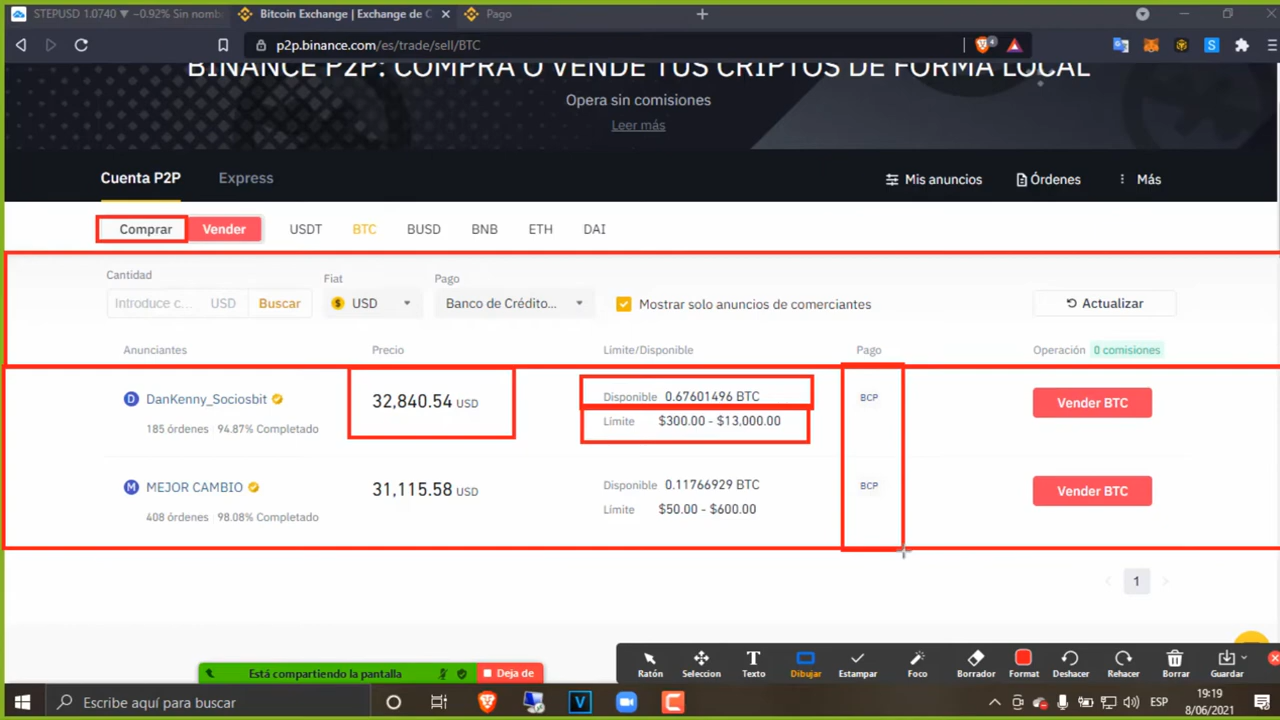 STEPUSD 1.0740 ▼ −0.92% Sin nomb
Bitcoin Exchange | Exchange de C
Pago
p2p.binance.com/es/trade/sell/BTC
BINANCE P2P: COMPRA O VENDE TUS CRIPTOS DE FORMA LOCAL
Opera sin comisiones
Leer más
Cuenta P2P Express Mis anuncios Órdenes Más
Comprar Vender USDT BTC BUSD BNB ETH DAI
Cantidad Fiat Pago
Introduce c... USD Buscar USD Banco de Crédito... Mostrar solo anuncios de comerciantes Actualizar
Anunciantes Precio Límite/Disponible Pago Operación 0 comisiones
D DanKenny_Sociosbit 32,840.54 USD Disponible 0.67601496 BTC BCP Vender BTC
185 órdenes 94.87% Completado Límite $300.00 - $13,000.00
M MEJOR CAMBIO 31,115.58 USD Disponible 0.11766929 BTC BCP Vender BTC
408 órdenes 98.08% Completado Límite $50.00 - $600.00
1
Está compartiendo la pantalla Deja de
Ratón Seleccion Texto Dibujar Estampar Foco Borrador Format Deshacer Rehacer Borrar Guardar
Escribe aquí para buscar
ESP
19:19
8/06/2021